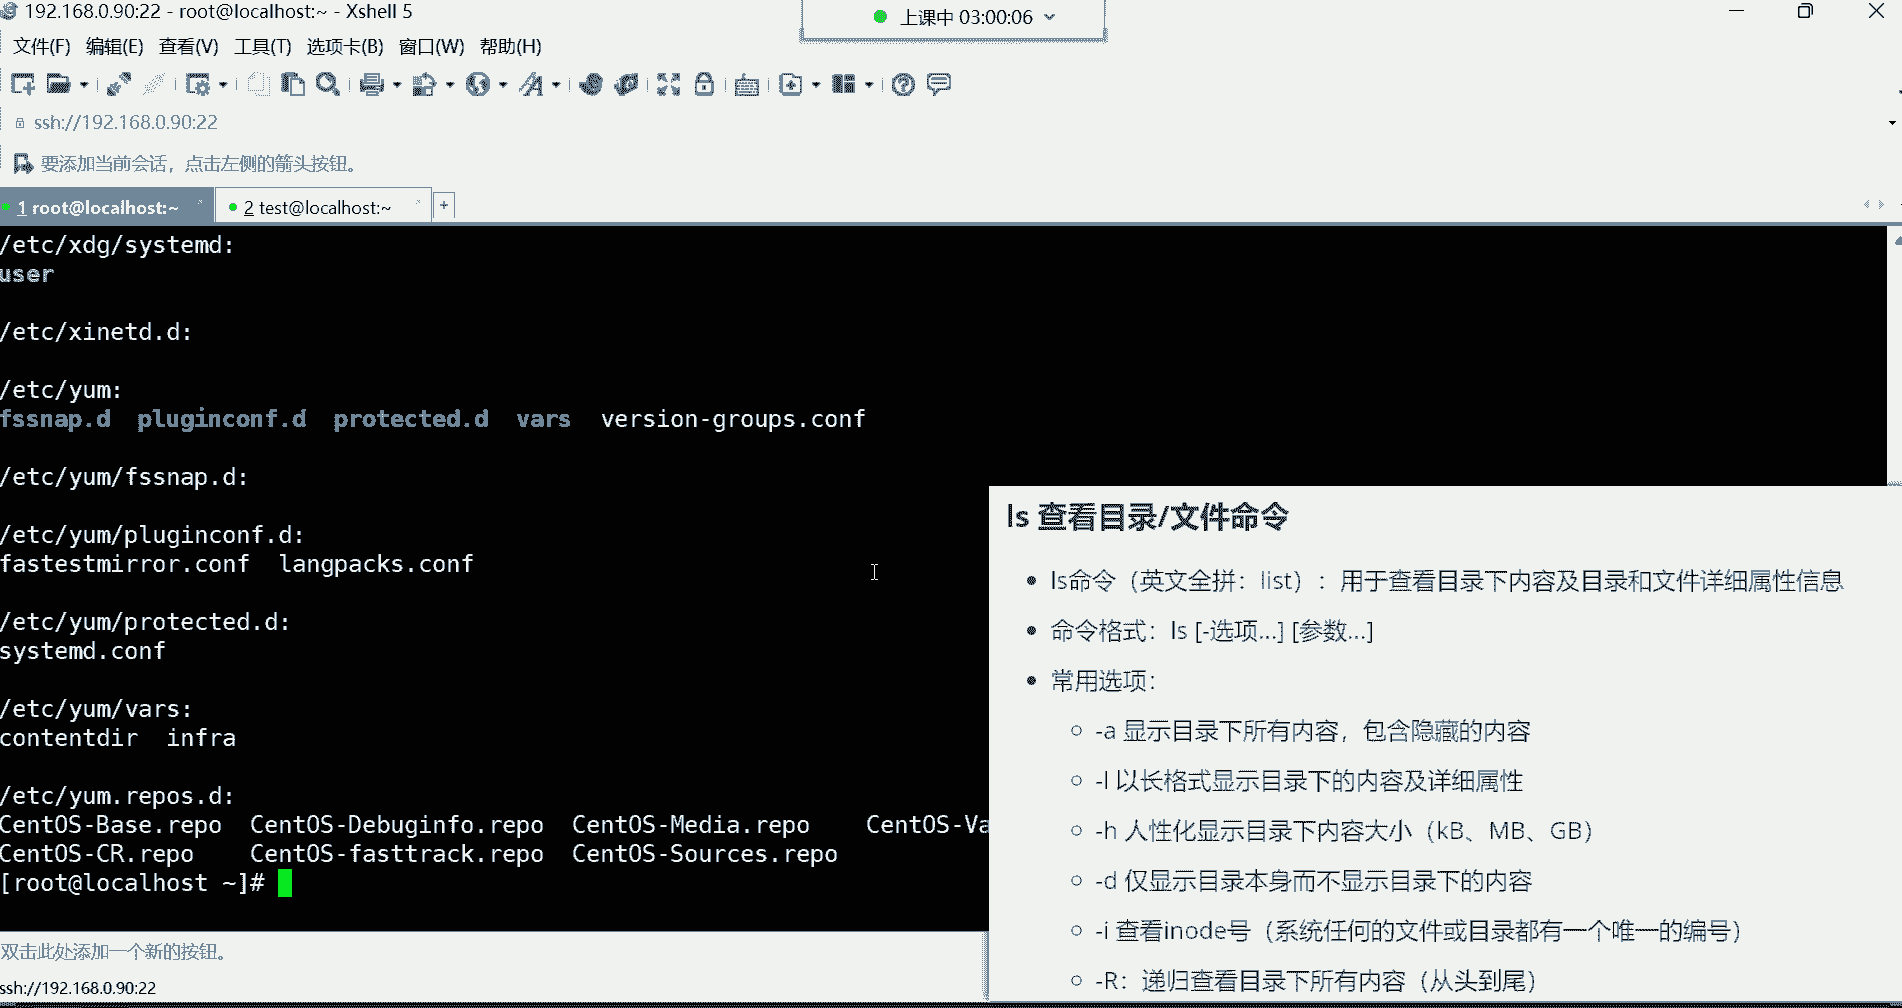 192.168.0.90:22 - root@localhost:~ - Xshell 5
上课中 03:00:06
文件(F) 编辑(E) 查看(V) 工具(T) 选项卡(B) 窗口(W) 帮助(H)
ssh://192.168.0.90:22
要添加当前会话，点击左侧的箭头按钮。
1 root@localhost:~
2 test@localhost:~
/etc/xdg/systemd:
user
/etc/xinetd.d:
/etc/yum:
fssnap.d pluginconf.d protected.d vars version-groups.conf
/etc/yum/fssnap.d:
/etc/yum/pluginconf.d:
fastestmirror.conf langpacks.conf
/etc/yum/protected.d:
systemd.conf
/etc/yum/vars:
contentdir infra
/etc/yum.repos.d:
CentOS-Base.repo CentOS-Debuginfo.repo CentOS-Media.repo CentOS-Va
CentOS-CR.repo CentOS-fasttrack.repo CentOS-Sources.repo
[root@localhost ~]#
双击此处添加一个新的按钮。
ssh://192.168.0.90:22
ls 查看目录/文件命令
• ls命令（英文全拼：list）：用于查看目录下内容及目录和文件详细属性信息
• 命令格式：ls [-选项...] [参数...]
• 常用选项：
○ -a 显示目录下所有内容，包含隐藏的内容
○ -l 以长格式显示目录下的内容及详细属性
○ -h 人性化显示目录下内容大小（kB、MB、GB）
○ -d 仅显示目录本身而不显示目录下的内容
○ -i 查看inode号（系统任何的文件或目录都有一个唯一的编号）
○ -R：递归查看目录下所有内容（从头到尾）